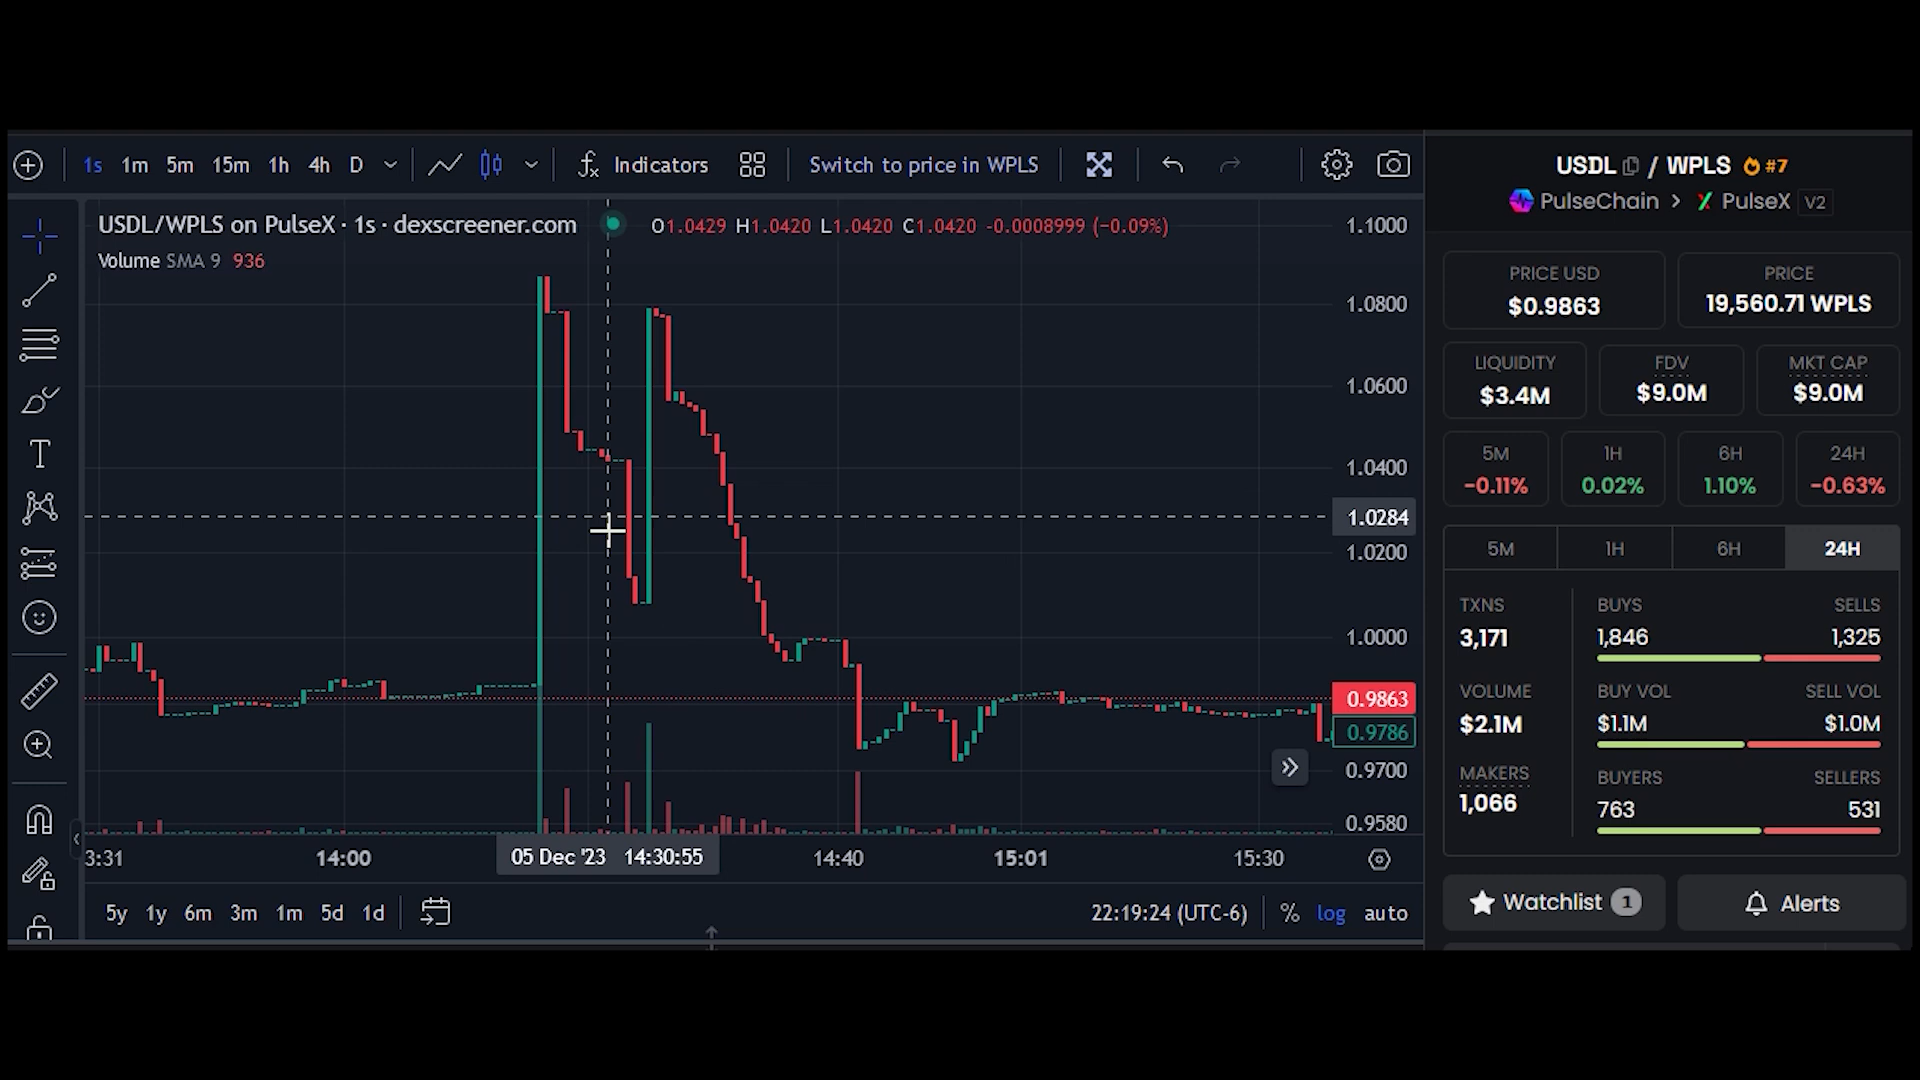 1s 1m 5m 15m 1h 4h D Indicators Switch to price in WPLS
USDL/WPLS on PulseX · 1s · dexscreener.com O1.0429 H1.0420 L1.0420 C1.0420 -0.0008999 (−0.09%)
Volume SMA 9 936
T
1.1000
1.0800
1.0600
1.0400
1.0284
1.0200
1.0000
0.9863
0.9786
0.9700
0.9580
3:31 14:00 05 Dec '23 14:30:55 14:40 15:01 15:30
5y 1y 6m 3m 1m 5d 1d 22:19:24 (UTC-6) % log auto
USDL / WPLS #7
PulseChain > PulseX V2
PRICE USD PRICE
$0.9863 19,560.71 WPLS
LIQUIDITY FDV MKT CAP
$3.4M $9.0M $9.0M
5M 1H 6H 24H
-0.11% 0.02% 1.10% -0.63%
5M 1H 6H 24H
TXNS BUYS SELLS
3,171 1,846 1,325
VOLUME BUY VOL SELL VOL
$2.1M $1.1M $1.0M
MAKERS BUYERS SELLERS
1,066 763 531
Watchlist 1 Alerts